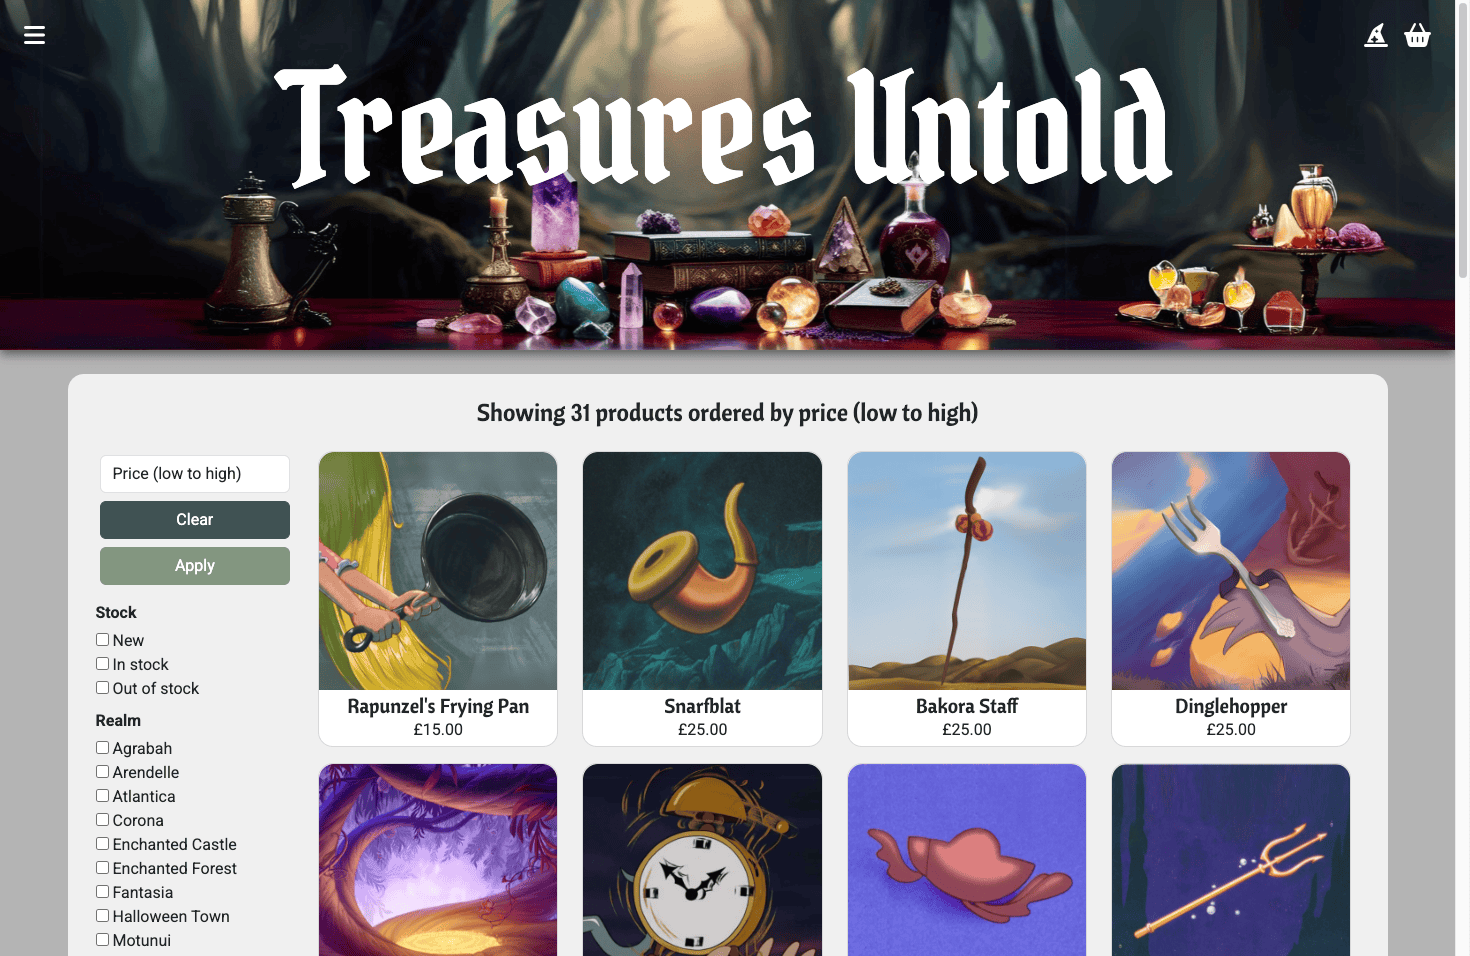 Treasures Untold
Showing 31 products ordered by price (low to high)
Price (low to high)
Clear
Apply
Stock
New
In stock
Out of stock
Realm
Agrabah
Arendelle
Atlantica
Corona
Enchanted Castle
Enchanted Forest
Fantasia
Halloween Town
Motunui
Rapunzel's Frying Pan
£15.00
Snarfblat
£25.00
Bakora Staff
£25.00
Dinglehopper
£25.00